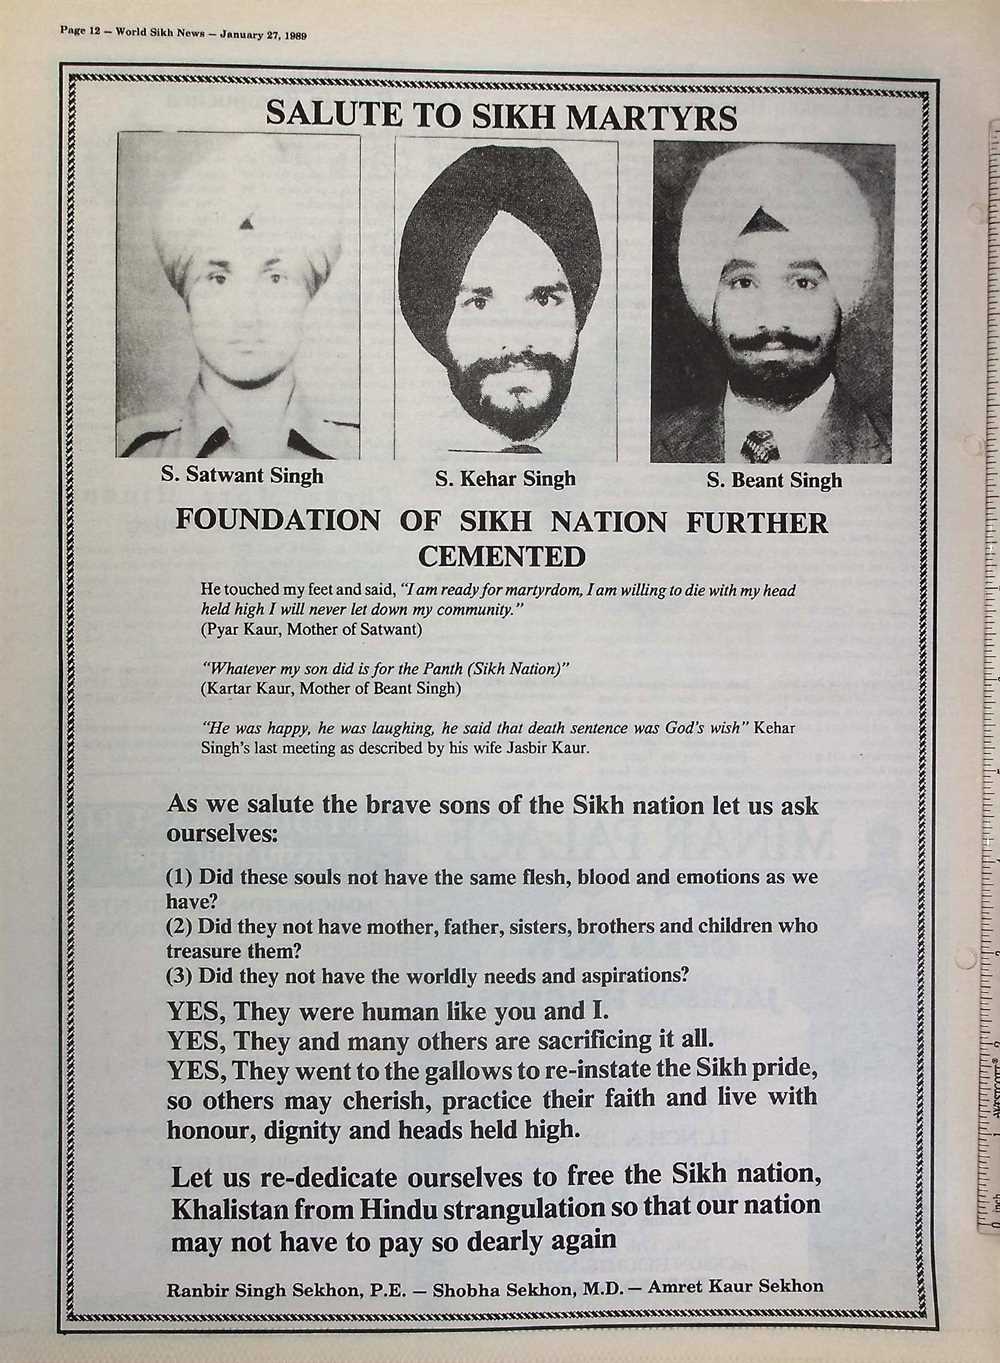 Page 12 — World Sikh News — January 27, 1989
SALUTE TO SIKH MARTYRS
S. Satwant Singh
S. Kehar Singh
S. Beant Singh
FOUNDATION OF SIKH NATION FURTHER
CEMENTED
He touched my feet and said, "I am ready for martyrdom, I am willing to die with my head
held high I will never let down my community."
(Pyar Kaur, Mother of Satwant)
"Whatever my son did is for the Panth (Sikh Nation)"
(Kartar Kaur, Mother of Beant Singh)
"He was happy, he was laughing, he said that death sentence was God's wish" Kehar
Singh's last meeting as described by his wife Jasbir Kaur.
As we salute the brave sons of the Sikh nation let us ask
ourselves:
(1) Did these souls not have the same flesh, blood and emotions as we
have?
(2) Did they not have mother, father, sisters, brothers and children who
treasure them?
(3) Did they not have the worldly needs and aspirations?
YES, They were human like you and I.
YES, They and many others are sacrificing it all.
YES, They went to the gallows to re-instate the Sikh pride,
so others may cherish, practice their faith and live with
honour, dignity and heads held high.
Let us re-dedicate ourselves to free the Sikh nation,
Khalistan from Hindu strangulation so that our nation
may not have to pay so dearly again
Ranbir Singh Sekhon, P.E. — Shobha Sekhon, M.D. — Amret Kaur Sekhon